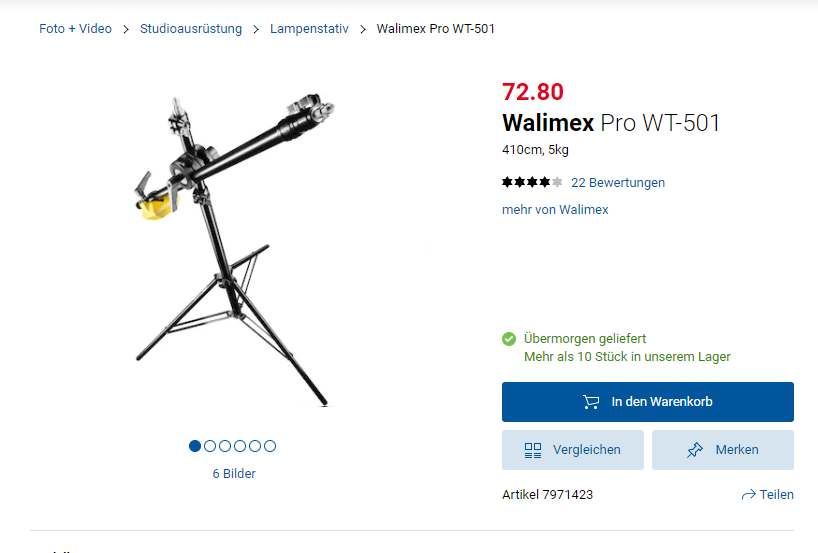 Foto + Video > Studioausrüstung > Lampenstativ > Walimex Pro WT-501
72.80
Walimex Pro WT-501
410cm, 5kg
22 Bewertungen
mehr von Walimex
Übermorgen geliefert
Mehr als 10 Stück in unserem Lager
In den Warenkorb
Vergleichen
Merken
6 Bilder
Artikel 7971423
Teilen